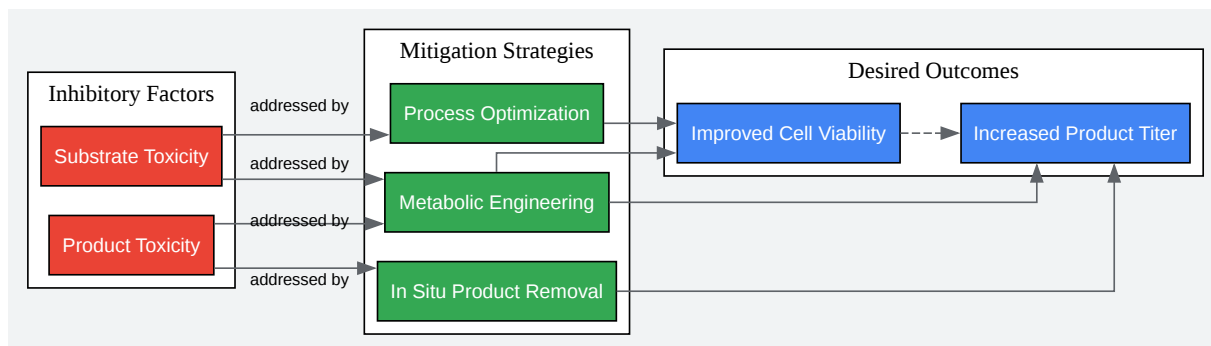 Inhibitory Factors
Substrate Toxicity
Product Toxicity
addressed by
addressed by
addressed by
addressed by
Mitigation Strategies
Process Optimization
Metabolic Engineering
In Situ Product Removal
Desired Outcomes
Improved Cell Viability
Increased Product Titer